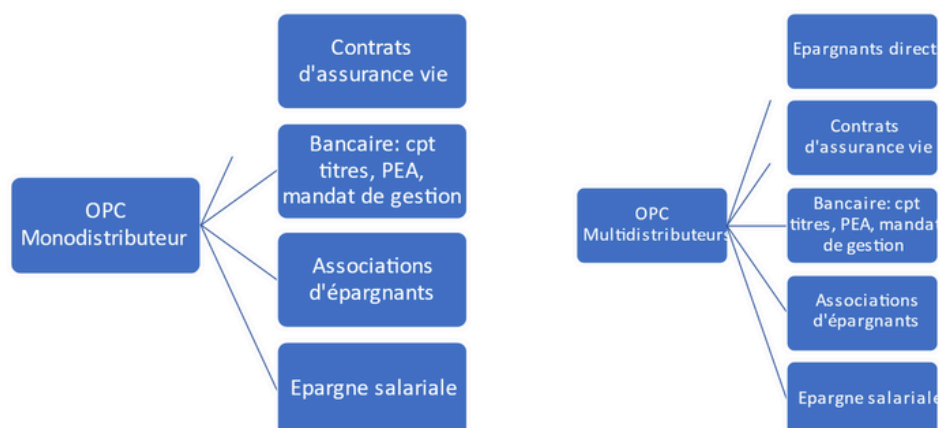 OPC
Monodistributeur
Contrats
d'assurance vie
Bancaire: cpt
titres, PEA,
mandat de gestion
Associations
d'épargnants
Epargne salariale
OPC
Multidistributeurs
Epargnants direct
Contrats
d'assurance vie
Bancaire: cpt
titres, PEA, mandat
de gestion
Associations
d'épargnants
Epargne salariale